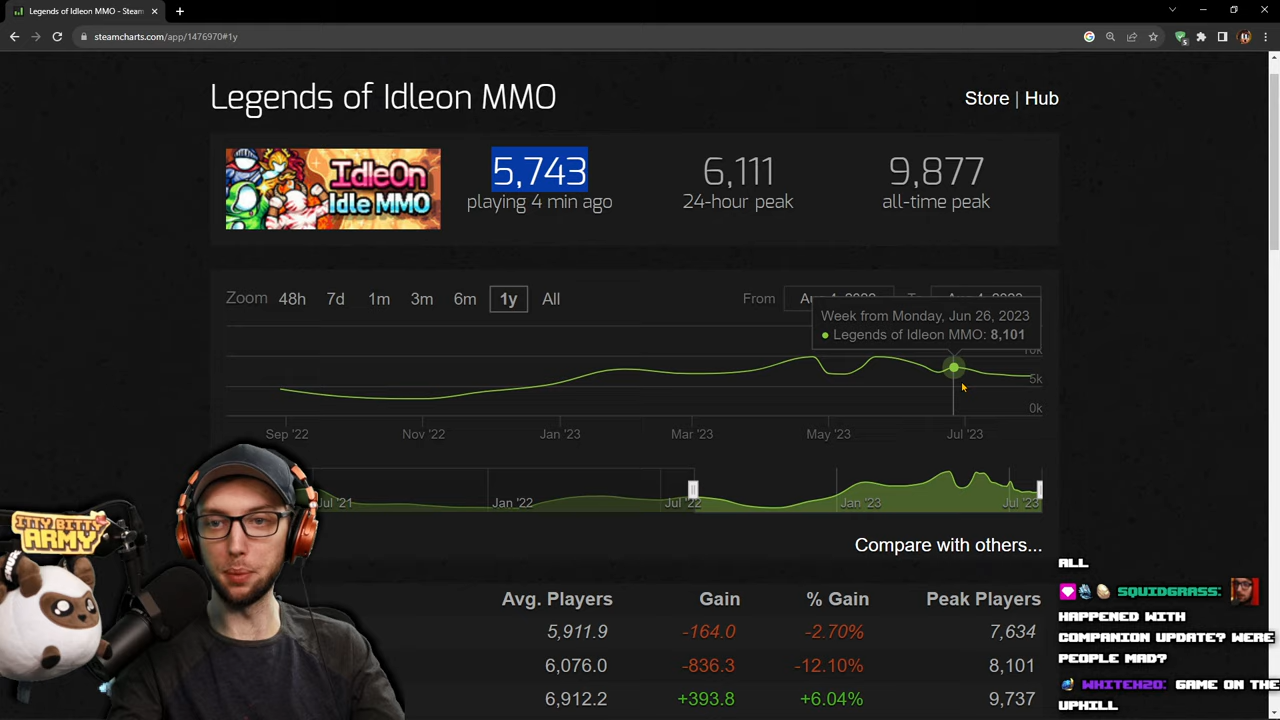 Legends of Idleon MMO - Steam
steamcharts.com/app/1476970#1y
Legends of Idleon MMO
Store | Hub
IdleOn
Idle MMO
5,743
playing 4 min ago
6,111
24-hour peak
9,877
all-time peak
Zoom 48h 7d 1m 3m 6m 1y All
From
Week from Monday, Jun 26, 2023
Legends of Idleon MMO: 8,101
10k
5k
0k
Sep '22 Nov '22 Jan '23 Mar '23 May '23 Jul '23
Jul '21 Jan '22 Jul '22 Jan '23 Jul '23
Compare with others...
Avg. Players Gain % Gain Peak Players
5,911.9 -164.0 -2.70% 7,634
6,076.0 -836.3 -12.10% 8,101
6,912.2 +393.8 +6.04% 9,737
ITTY BITTY
ARMY
ALL
SQUIDGRASS:
HAPPENED WITH
COMPANION UPDATE? WERE
PEOPLE MAD?
WHITEH2O: GAME ON THE
UPHILL